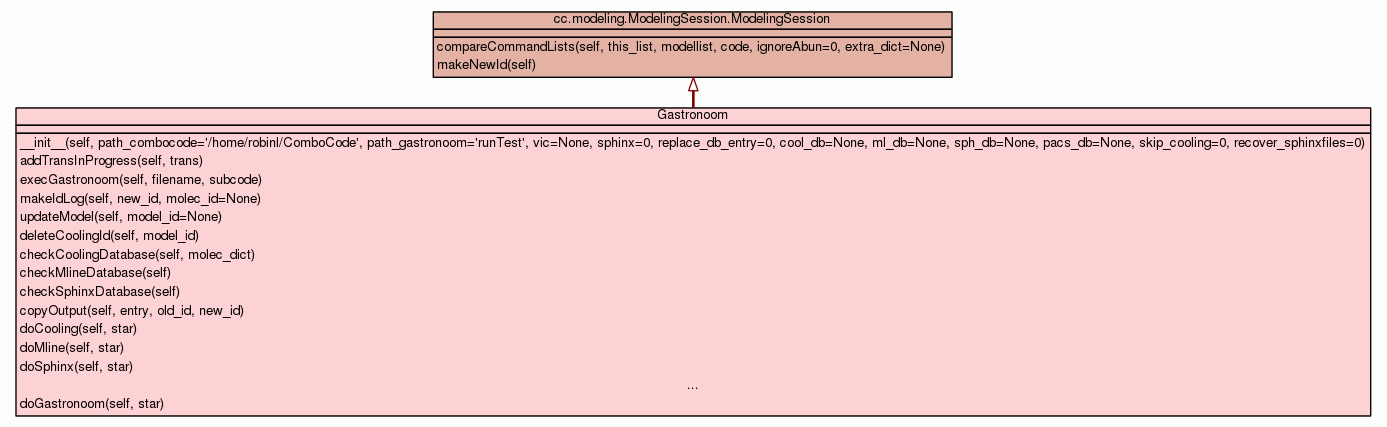 cc.modeling.ModelingSession.ModelingSession
compareCommandLists(self, this_list, modellist, code, ignoreAbun=0, extra_dict=None)
makeNewId(self)
Gastronoom
__init__(self, path_combocode='/home/robinl/ComboCode', path_gastronoom='runTest', vic=None, sphinx=0, replace_db_entry=0, cool_db=None, ml_db=None, sph_db=None, pacs_db=None, skip_cooling=0, recover_sphinxfiles=0)
addTransInProgress(self, trans)
execGastronoom(self, filename, subcode)
makeIdLog(self, new_id, molec_id=None)
updateModel(self, model_id=None)
deleteCoolingId(self, model_id)
checkCoolingDatabase(self, molec_dict)
checkMlineDatabase(self)
checkSphinxDatabase(self)
copyOutput(self, entry, old_id, new_id)
doCooling(self, star)
doMline(self, star)
doSphinx(self, star)
...
doGastronoom(self, star)